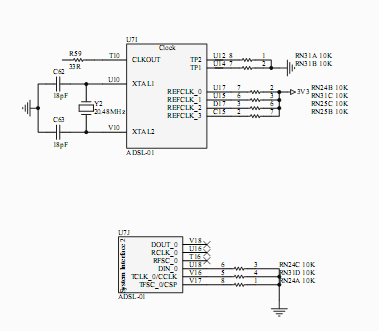 U7I
Clock
R59
33R
T10
CLKOUT
TP2 U12 8 1 RN31A 10K
TP1 U14 7 2 RN31B 10K
C62
18pF
U10
XTAL1
REFCLK_0 U17 7 2 RN24B 10K
REFCLK_1 U15 6 3 RN31C 10K
REFCLK_2 D17 3 6 RN25C 10K
REFCLK_3 C15 2 7 RN25B 10K
3V3
Y2
20.48MHz
C63
18pF
V10
XTAL2
ADSL-01
U7J
System Interface 2
DOUT_0 V18
RCLK_0 U16
RFSC_0 T16
DIN_0 U18 6 3 RN24C 10K
TCLK_0/CCLK V16 5 4 RN31D 10K
TFSC_0/CSP V17 8 1 RN24A 10K
ADSL-01